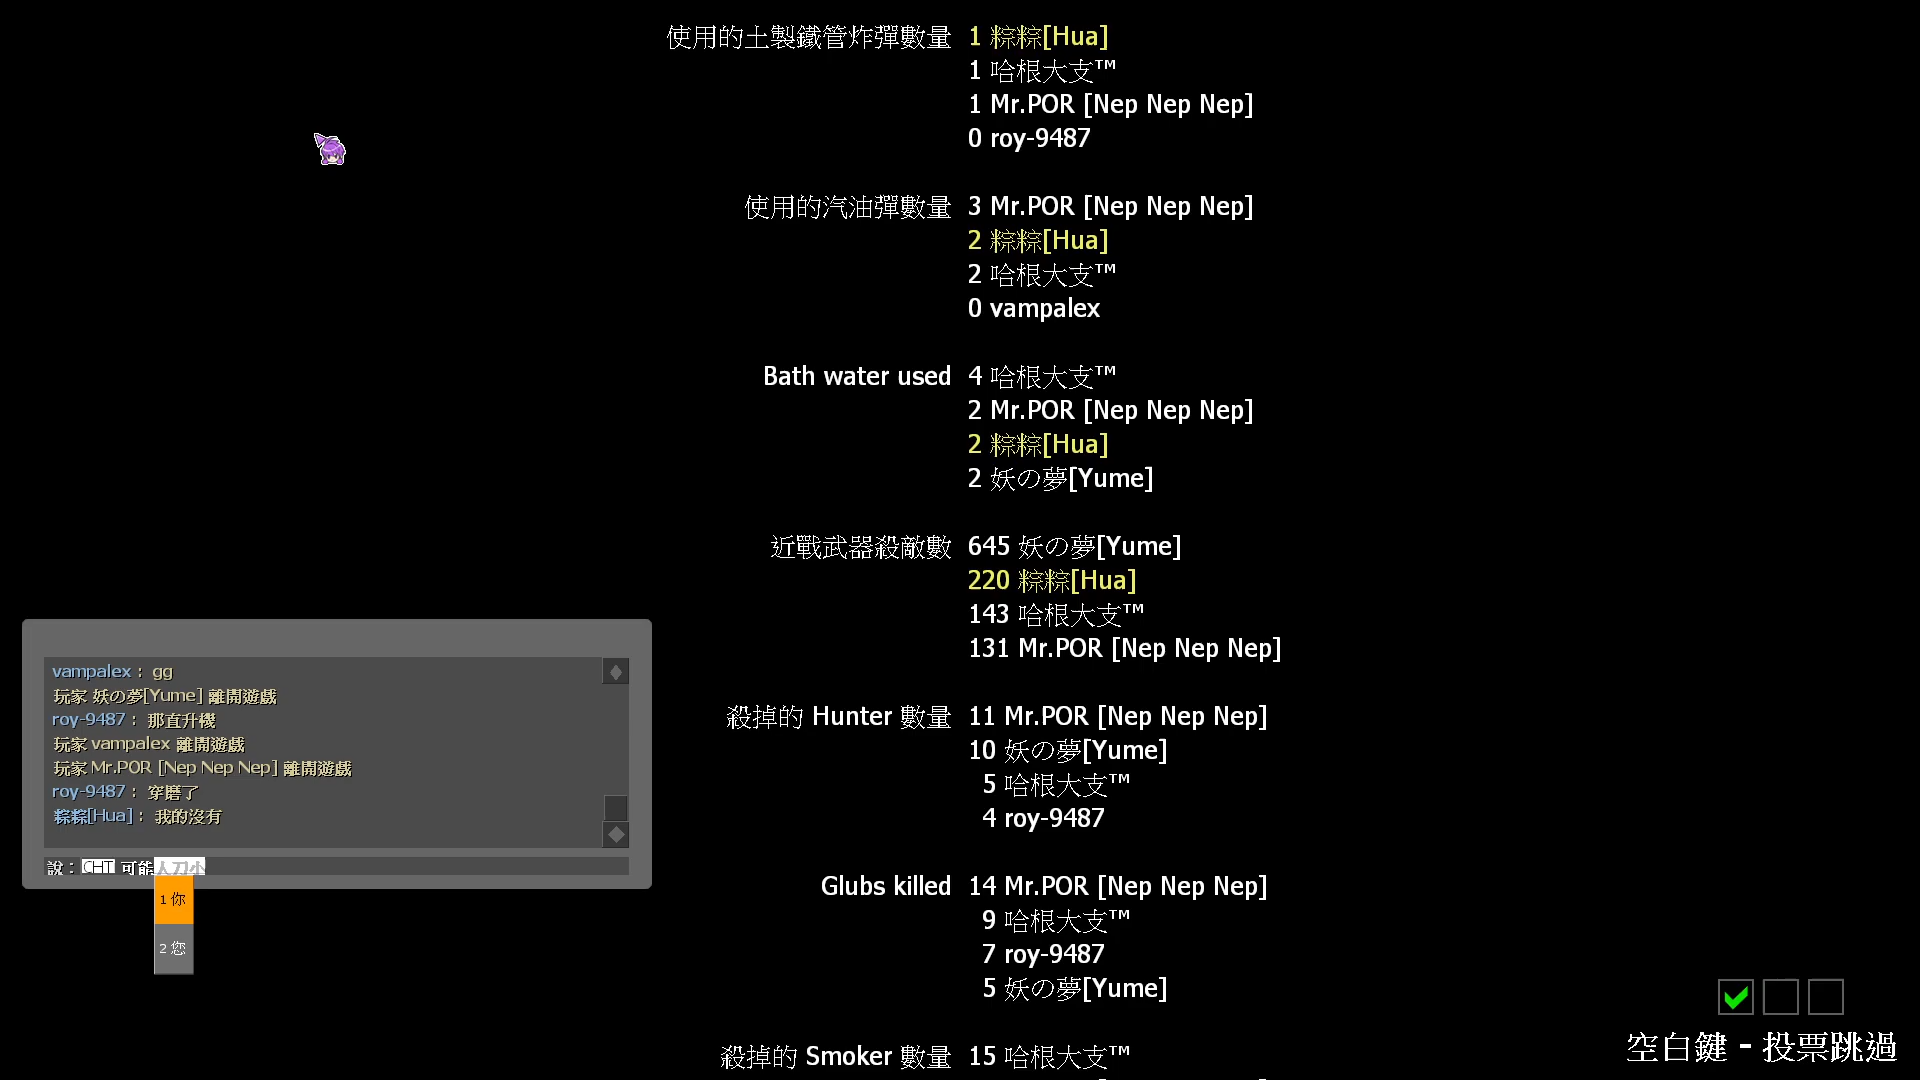 使用的土製鐵管炸彈數量 1 粽粽[Hua]
1 哈根大支™
1 Mr.POR [Nep Nep Nep]
0 roy-9487
使用的汽油彈數量 3 Mr.POR [Nep Nep Nep]
2 粽粽[Hua]
2 哈根大支™
0 vampalex
Bath water used 4 哈根大支™
2 Mr.POR [Nep Nep Nep]
2 粽粽[Hua]
2 妖の夢[Yume]
近戰武器殺敵數 645 妖の夢[Yume]
220 粽粽[Hua]
143 哈根大支™
131 Mr.POR [Nep Nep Nep]
殺掉的 Hunter 數量 11 Mr.POR [Nep Nep Nep]
10 妖の夢[Yume]
5 哈根大支™
4 roy-9487
Glubs killed 14 Mr.POR [Nep Nep Nep]
9 哈根大支™
7 roy-9487
5 妖の夢[Yume]
殺掉的 Smoker 數量 15 哈根大支™
vampalex : gg
玩家 妖の夢[Yume] 離開遊戲
roy-9487 : 那直升機
玩家 vampalex 離開遊戲
玩家 Mr.POR [Nep Nep Nep] 離開遊戲
roy-9487 : 穿磨了
粽粽[Hua] : 我的沒有
說 : CHT 可能
1 你
2 您
空白鍵 - 投票跳過